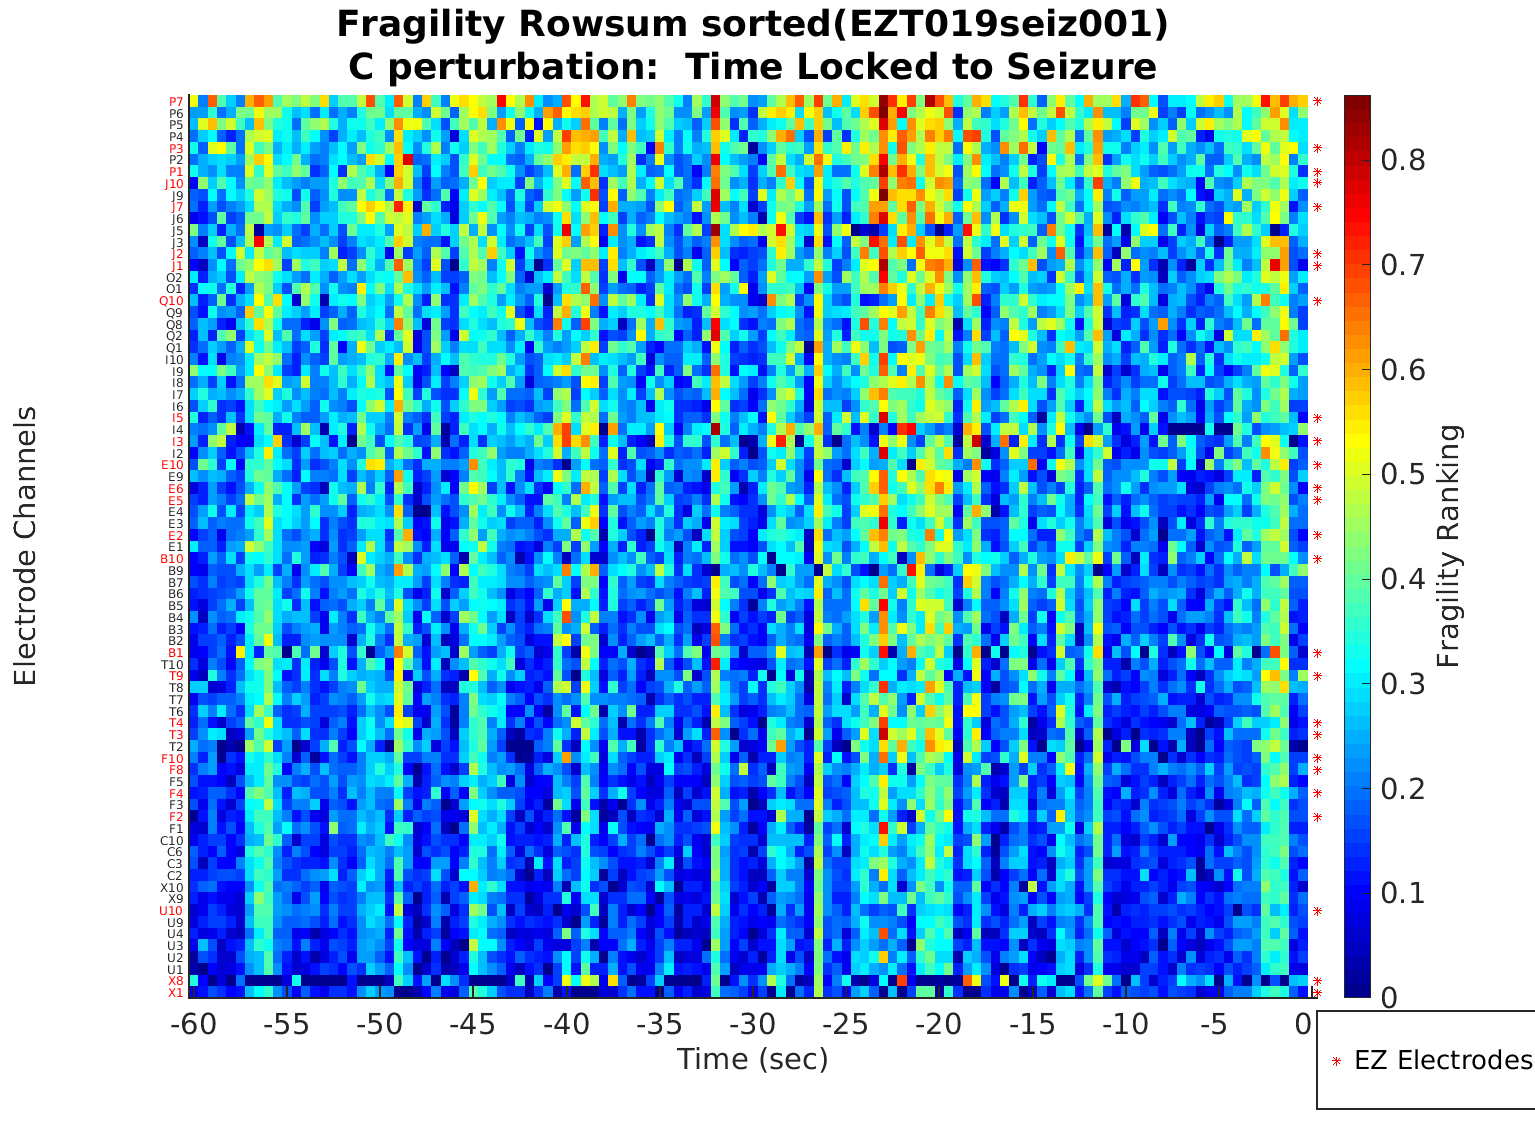 Fragility Rowsum sorted(EZT019seiz001)
C perturbation:  Time Locked to Seizure
Electrode Channels
P7
P6
P5
P4
P3
P2
P1
J10
J9
J7
J6
J5
J3
J2
J1
O2
O1
Q10
Q9
Q8
Q2
Q1
I10
I9
I8
I7
I6
I5
I4
I3
I2
E10
E9
E6
E5
E4
E3
E2
E1
B10
B9
B7
B6
B5
B4
B3
B2
B1
T10
T9
T8
T7
T6
T4
T3
T2
F10
F8
F5
F4
F3
F2
F1
C10
C6
C3
C2
X10
X9
U10
U9
U4
U3
U2
U1
X8
X1
-60 -55 -50 -45 -40 -35 -30 -25 -20 -15 -10 -5 0
Time (sec)
0.8
0.7
0.6
0.5
0.4
0.3
0.2
0.1
0
Fragility Ranking
EZ Electrodes